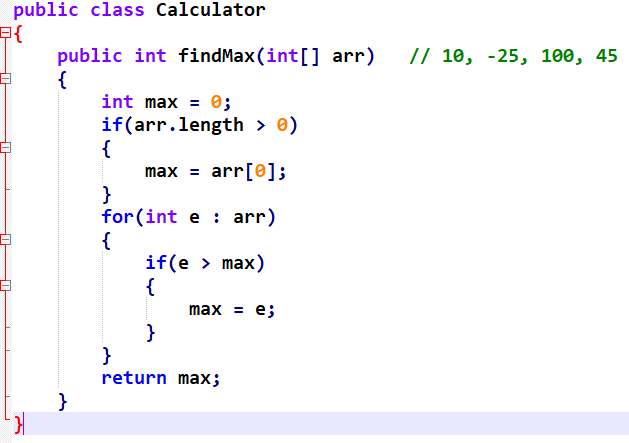 public class Calculator
{
    public int findMax(int[] arr)   // 10, -25, 100, 45
    {
        int max = 0;
        if(arr.length > 0)
        {
            max = arr[0];
        }
        for(int e : arr)
        {
            if(e > max)
            {
                max = e;
            }
        }
        return max;
    }
}